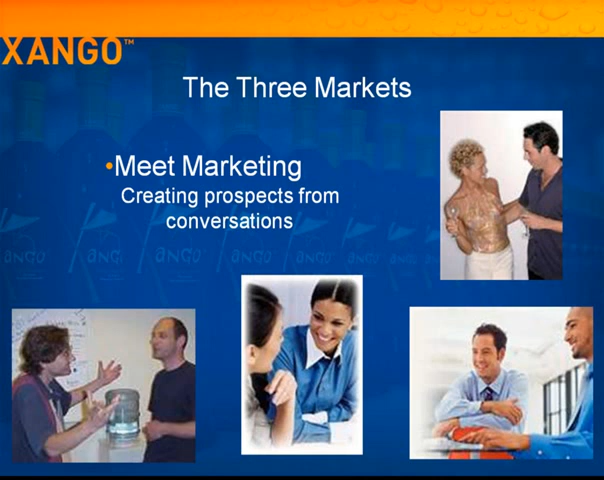 XANGO™
The Three Markets
•Meet Marketing
Creating prospects from
conversations